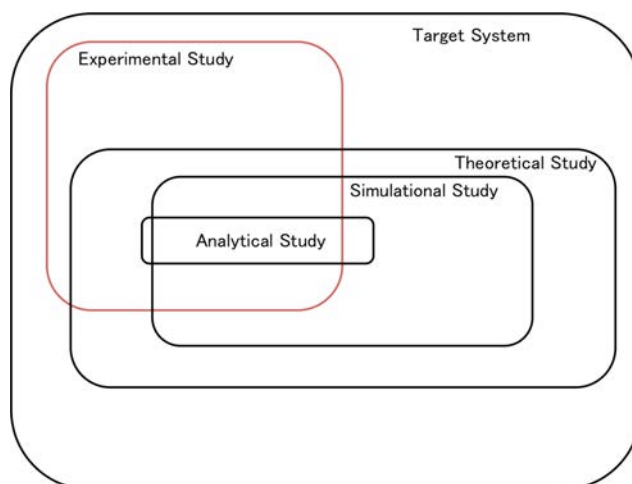 Target System
Experimental Study
Theoretical Study
Simulational Study
Analytical Study